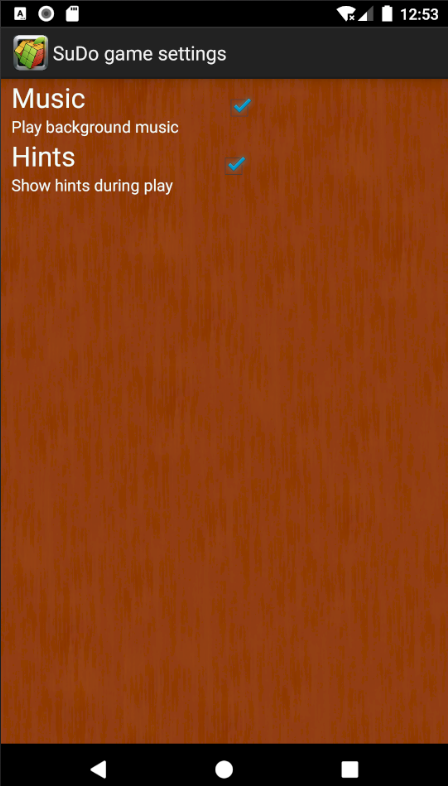 12:53
SuDo game settings
Music
Play background music
Hints
Show hints during play